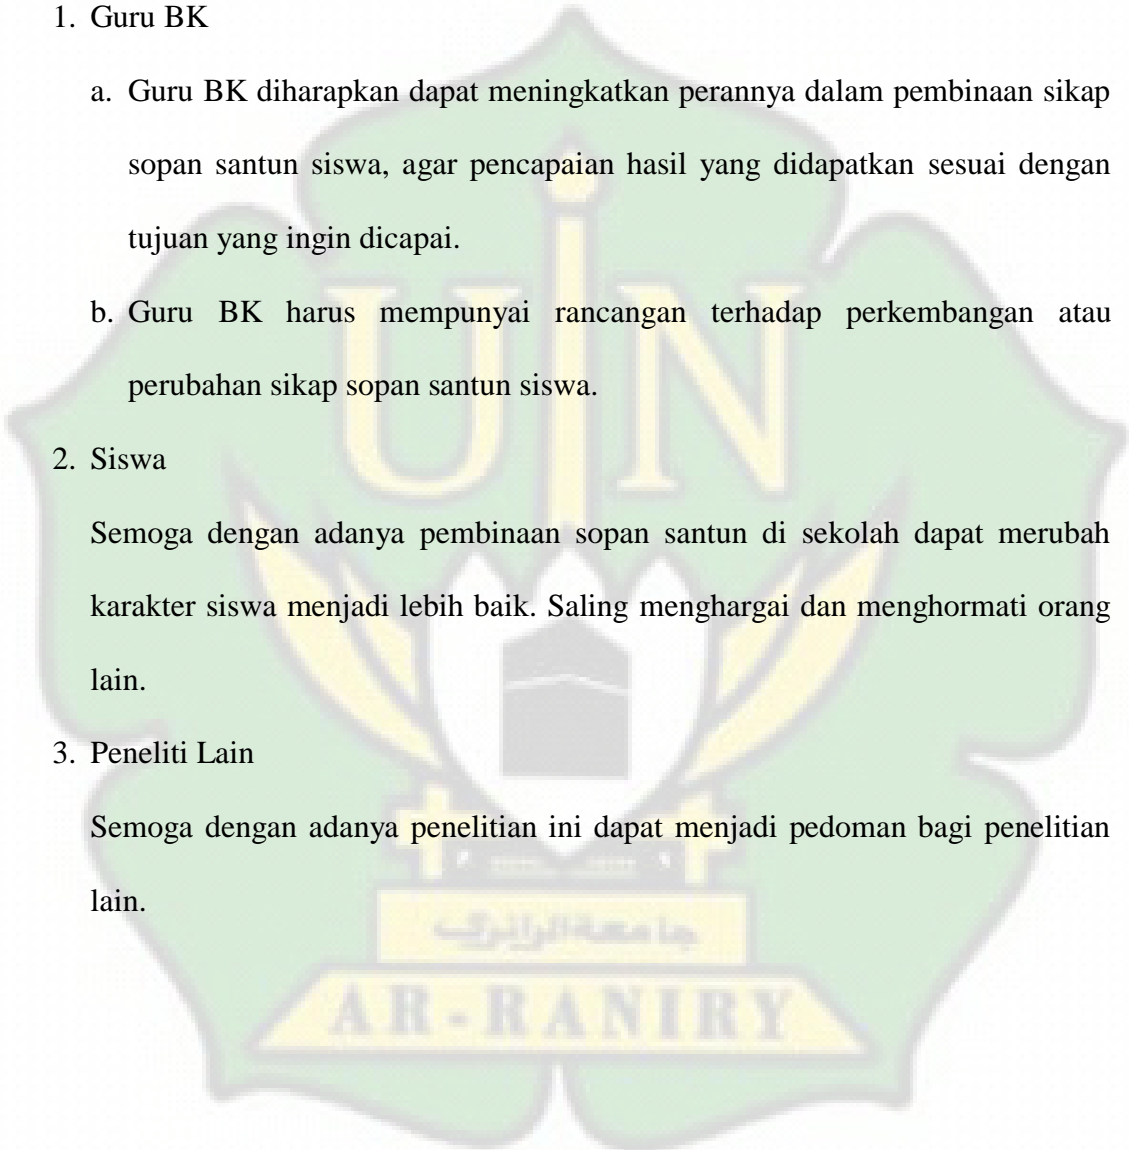 1. Guru BK
a. Guru BK diharapkan dapat meningkatkan perannya dalam pembinaan sikap
sopan santun siswa, agar pencapaian hasil yang didapatkan sesuai dengan
tujuan yang ingin dicapai.
b. Guru BK harus mempunyai rancangan terhadap perkembangan atau
perubahan sikap sopan santun siswa.
2. Siswa
Semoga dengan adanya pembinaan sopan santun di sekolah dapat merubah
karakter siswa menjadi lebih baik. Saling menghargai dan menghormati orang
lain.
3. Peneliti Lain
Semoga dengan adanya penelitian ini dapat menjadi pedoman bagi penelitian
lain.
UIN
جامعة الرانري
AR-RANIRY